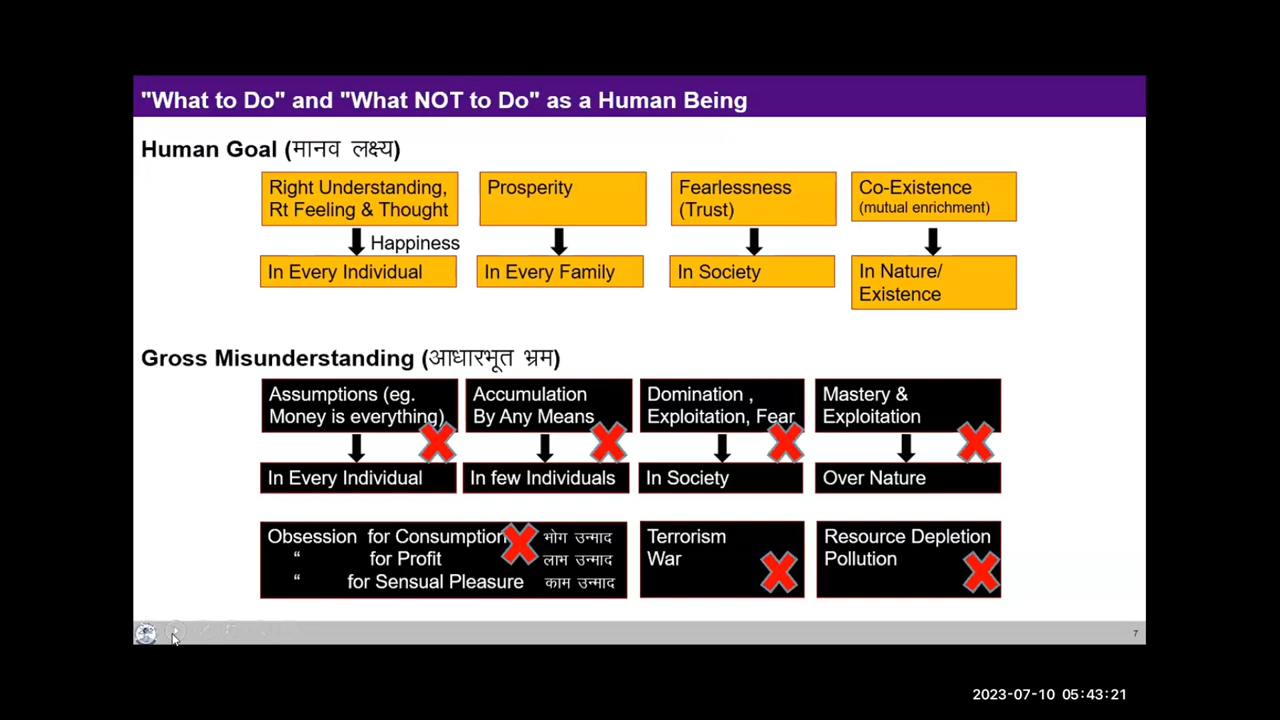 "What to Do" and "What NOT to Do" as a Human Being
Human Goal (मानव लक्ष्य)
Right Understanding,
Rt Feeling & Thought
Prosperity
Fearlessness
(Trust)
Co-Existence
(mutual enrichment)
Happiness
In Every Individual
In Every Family
In Society
In Nature/
Existence
Gross Misunderstanding (आधारभूत भ्रम)
Assumptions (eg.
Money is everything)
Accumulation
By Any Means
Domination ,
Exploitation, Fear
Mastery &
Exploitation
In Every Individual
In few Individuals
In Society
Over Nature
Obsession for Consumption भोग उन्माद
“ for Profit लाभ उन्माद
“ for Sensual Pleasure काम उन्माद
Terrorism
War
Resource Depletion
Pollution
7
2023-07-10 05:43:21